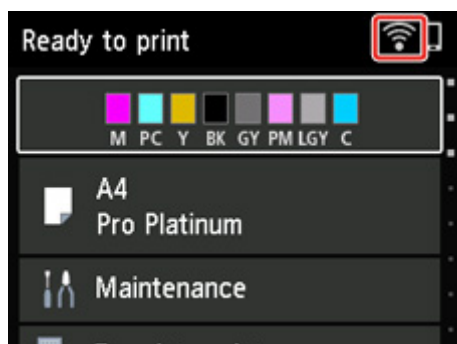 Ready to print
M PC Y BK GY PM LGY C
A4
Pro Platinum
Maintenance